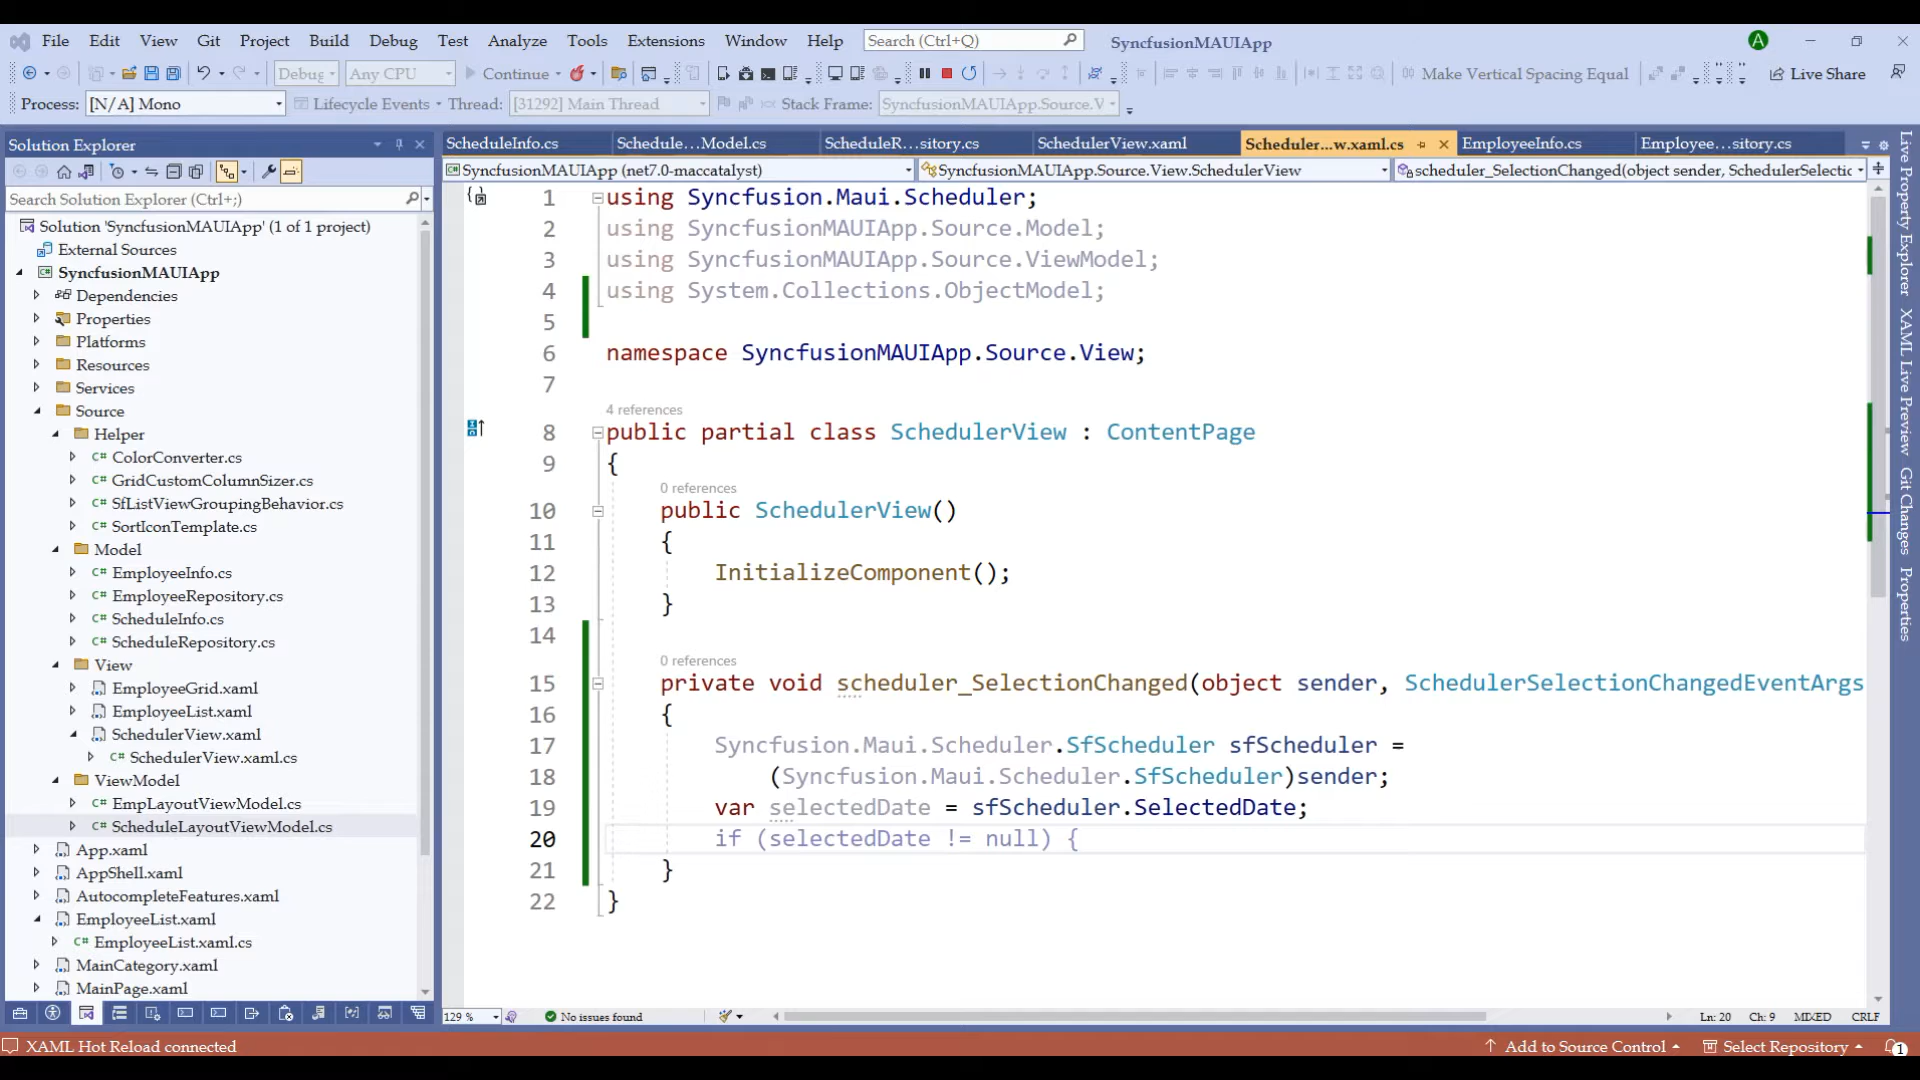 File Edit View Git Project Build Debug Test Analyze Tools Extensions Window Help Search (Ctrl+Q) SyncfusionMAUIApp A
Debug Any CPU Continue Make Vertical Spacing Equal Live Share
Process: [N/A] Mono Lifecycle Events Thread: [31292] Main Thread Stack Frame: SyncfusionMAUIApp.Source.V
Solution Explorer
Search Solution Explorer (Ctrl+;)
Solution 'SyncfusionMAUIApp' (1 of 1 project)
External Sources
SyncfusionMAUIApp
Dependencies
Properties
Platforms
Resources
Services
Source
Helper
C# ColorConverter.cs
C# GridCustomColumnSizer.cs
C# SfListViewGroupingBehavior.cs
C# SortIconTemplate.cs
Model
C# EmployeeInfo.cs
C# EmployeeRepository.cs
C# ScheduleInfo.cs
C# ScheduleRepository.cs
View
EmployeeGrid.xaml
EmployeeList.xaml
SchedulerView.xaml
C# SchedulerView.xaml.cs
ViewModel
C# EmpLayoutViewModel.cs
C# ScheduleLayoutViewModel.cs
App.xaml
AppShell.xaml
AutocompleteFeatures.xaml
EmployeeList.xaml
C# EmployeeList.xaml.cs
MainCategory.xaml
MainPage.xaml
ScheduleInfo.cs Schedule...Model.cs ScheduleR...sitory.cs SchedulerView.xaml Scheduler...w.xaml.cs EmployeeInfo.cs Employee...sitory.cs
SyncfusionMAUIApp (net7.0-maccatalyst) SyncfusionMAUIApp.Source.View.SchedulerView scheduler_SelectionChanged(object sender, SchedulerSelectic
1 using Syncfusion.Maui.Scheduler;
2 using SyncfusionMAUIApp.Source.Model;
3 using SyncfusionMAUIApp.Source.ViewModel;
4 using System.Collections.ObjectModel;
5
6 namespace SyncfusionMAUIApp.Source.View;
7
4 references
8 public partial class SchedulerView : ContentPage
9 {
0 references
10 public SchedulerView()
11 {
12 InitializeComponent();
13 }
14
0 references
15 private void scheduler_SelectionChanged(object sender, SchedulerSelectionChangedEventArgs
16 {
17 Syncfusion.Maui.Scheduler.SfScheduler sfScheduler =
18 (Syncfusion.Maui.Scheduler.SfScheduler)sender;
19 var selectedDate = sfScheduler.SelectedDate;
20 if (selectedDate != null) {
21 }
22 }
129 % No issues found Ln: 20 Ch: 9 MIXED CRLF
Live Property Explorer
XAML Live Preview
Git Changes
Properties
XAML Hot Reload connected Add to Source Control Select Repository 1